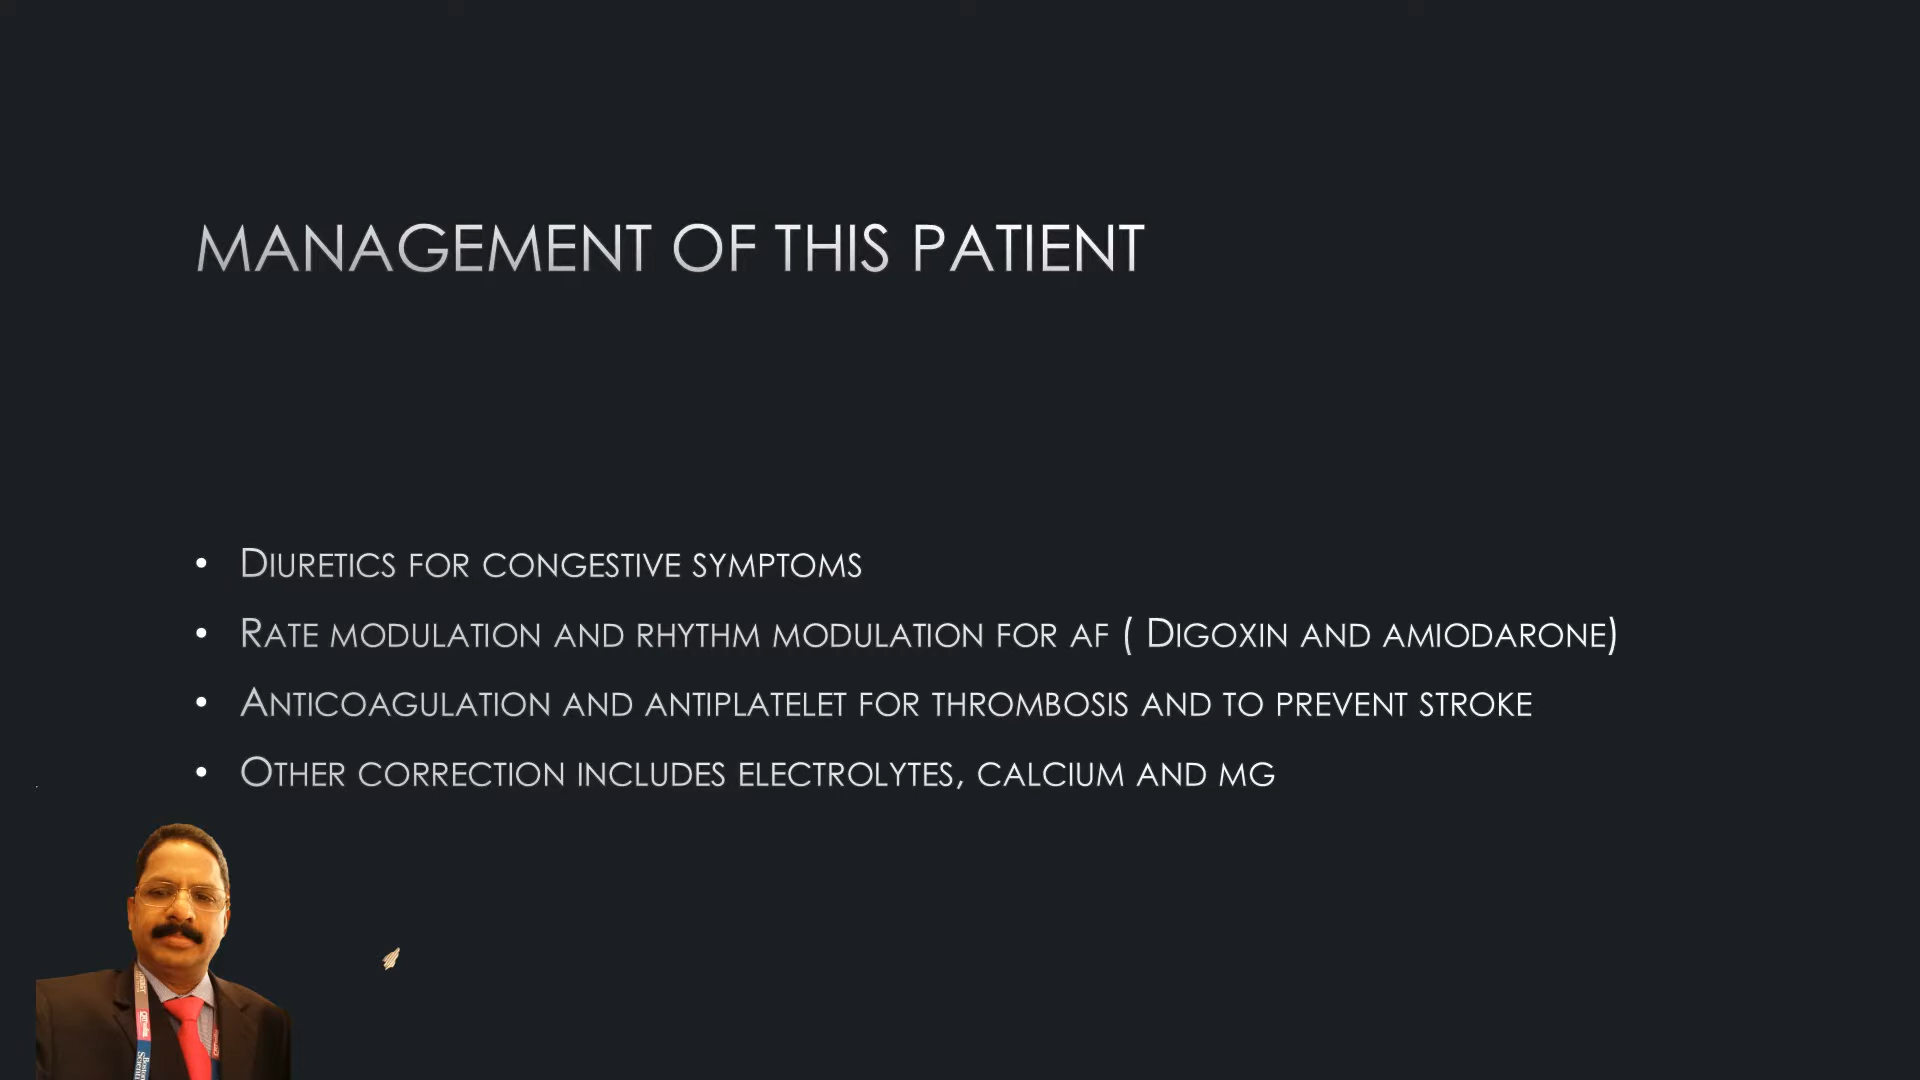 MANAGEMENT OF THIS PATIENT
• DIURETICS FOR CONGESTIVE SYMPTOMS
• RATE MODULATION AND RHYTHM MODULATION FOR AF ( DIGOXIN AND AMIODARONE)
• ANTICOAGULATION AND ANTIPLATELET FOR THROMBOSIS AND TO PREVENT STROKE
• OTHER CORRECTION INCLUDES ELECTROLYTES, CALCIUM AND MG